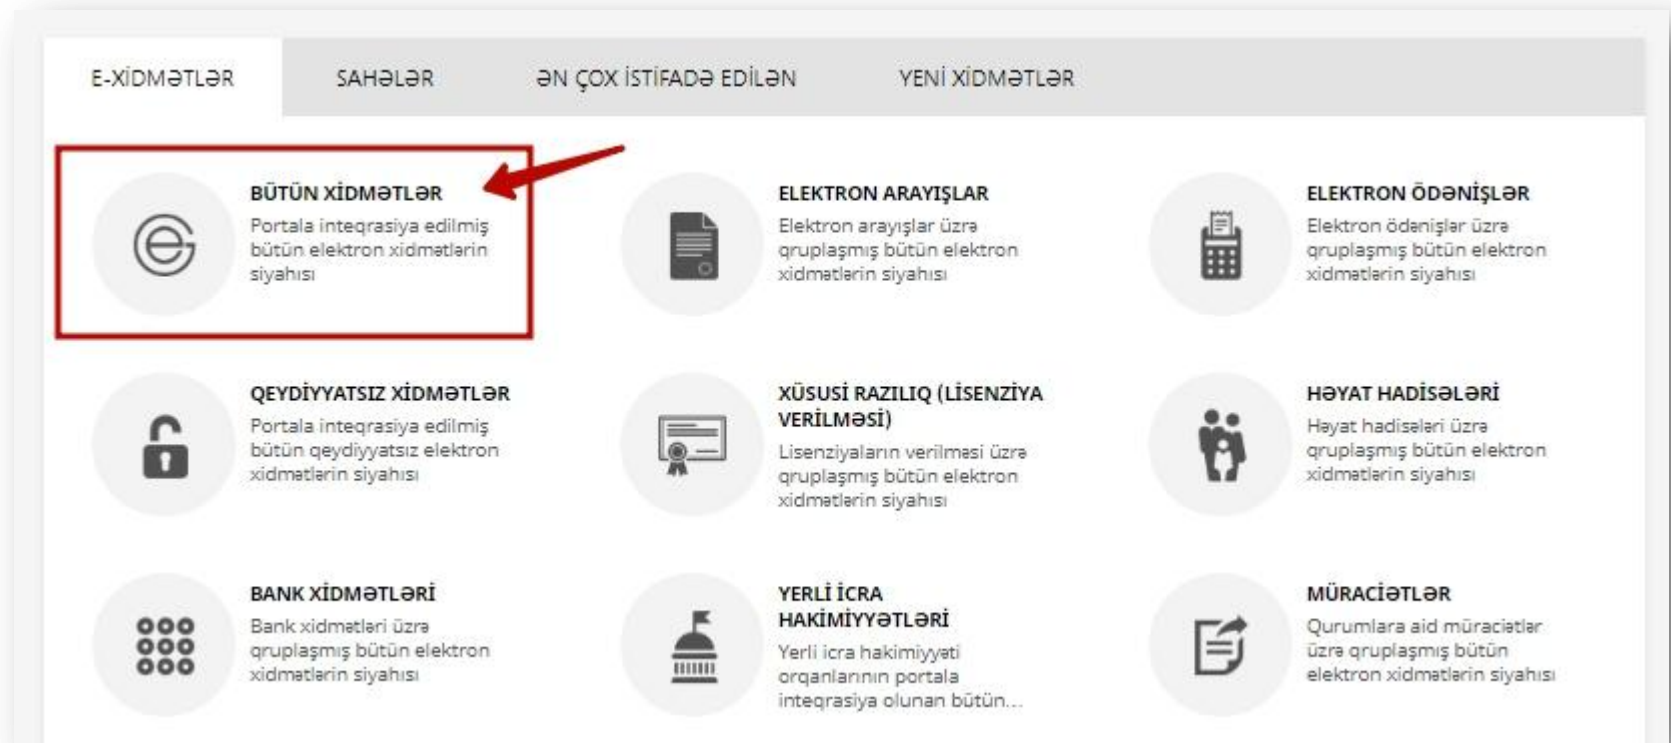 E-XİDMƏTLƏR
SAHƏLƏR
ƏN ÇOX İSTİFADƏ EDİLƏN
YENİ XİDMƏTLƏR
BÜTÜN XİDMƏTLƏR
Portala inteqrasiya edilmiş
bütün elektron xidmətlərin
siyahısı
ELEKTRON ARAYIŞLAR
Elektron arayışlar üzrə
qruplaşmış bütün elektron
xidmətlərin siyahısı
ELEKTRON ÖDƏNİŞLƏR
Elektron ödənişlər üzrə
qruplaşmış bütün elektron
xidmətlərin siyahısı
QEYDİYYATSIZ XİDMƏTLƏR
Portala inteqrasiya edilmiş
bütün qeydiyyatsız elektron
xidmətlərin siyahısı
XÜSUSİ RAZILIQ (LİSENZİYA
VERİLMƏSİ)
Lisenziyaların verilməsi üzrə
qruplaşmış bütün elektron
xidmətlərin siyahısı
HƏYAT HADİSƏLƏRİ
Həyat hadisələri üzrə
qruplaşmış bütün elektron
xidmətlərin siyahısı
BANK XİDMƏTLƏRİ
Bank xidmətləri üzrə
qruplaşmış bütün elektron
xidmətlərin siyahısı
YERLİ İCRA
HAKİMİYYƏTLƏRİ
Yerli icra hakimiyyəti
orqanlarının portala
inteqrasiya olunan bütün...
MÜRACİƏTLƏR
Qurumlara aid müraciətlər
üzrə qruplaşmış bütün
elektron xidmətlərin siyahısı